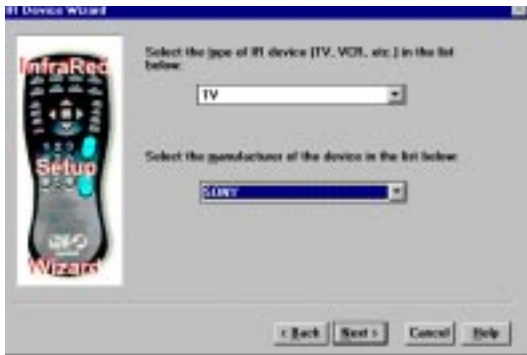 IR Device Wizard
InfraRed
Setup
Wizard
Select the type of IR device (TV, VCR, etc.) in the list
below:
TV
Select the manufacturer of the device in the list below:
SONY
< Back Next > Cancel Help